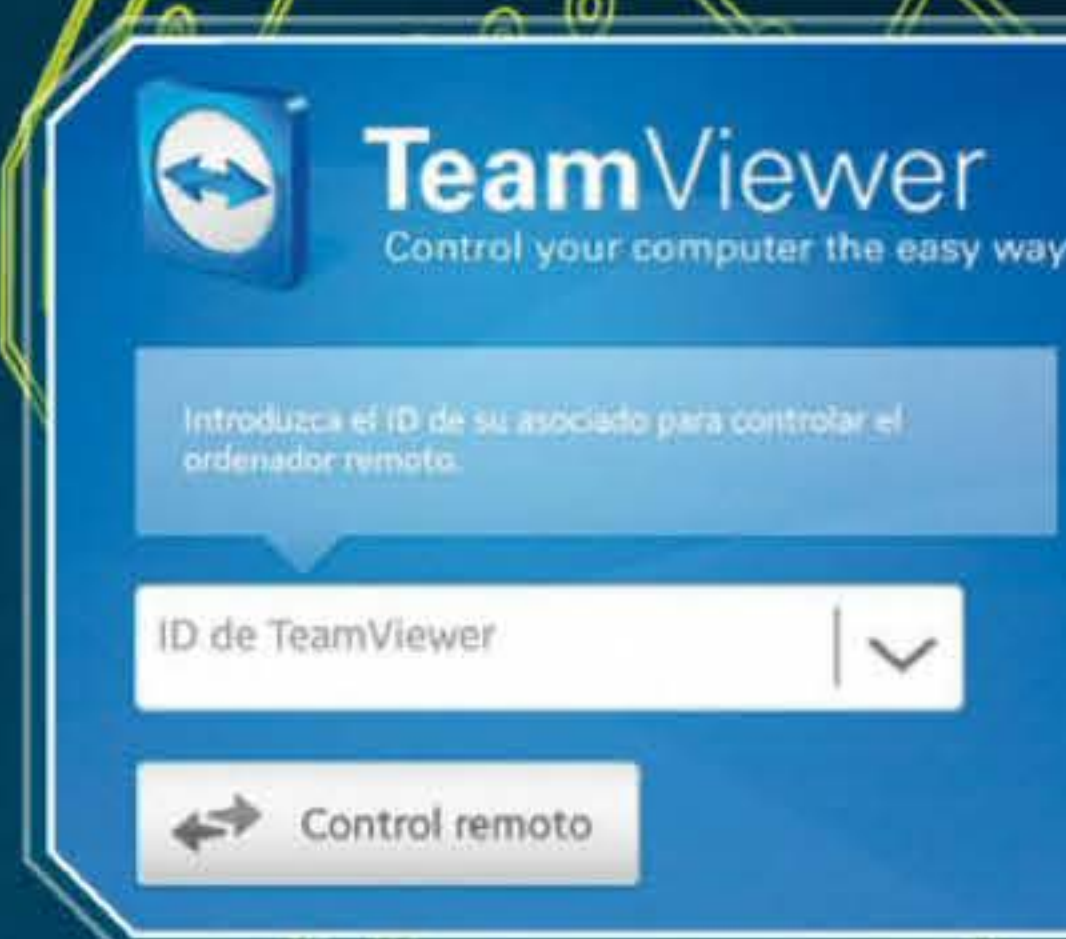 TeamViewer
Control your computer the easy way
Introduzca el ID de su asociado para controlar el
ordenador remoto.
ID de TeamViewer
Control remoto